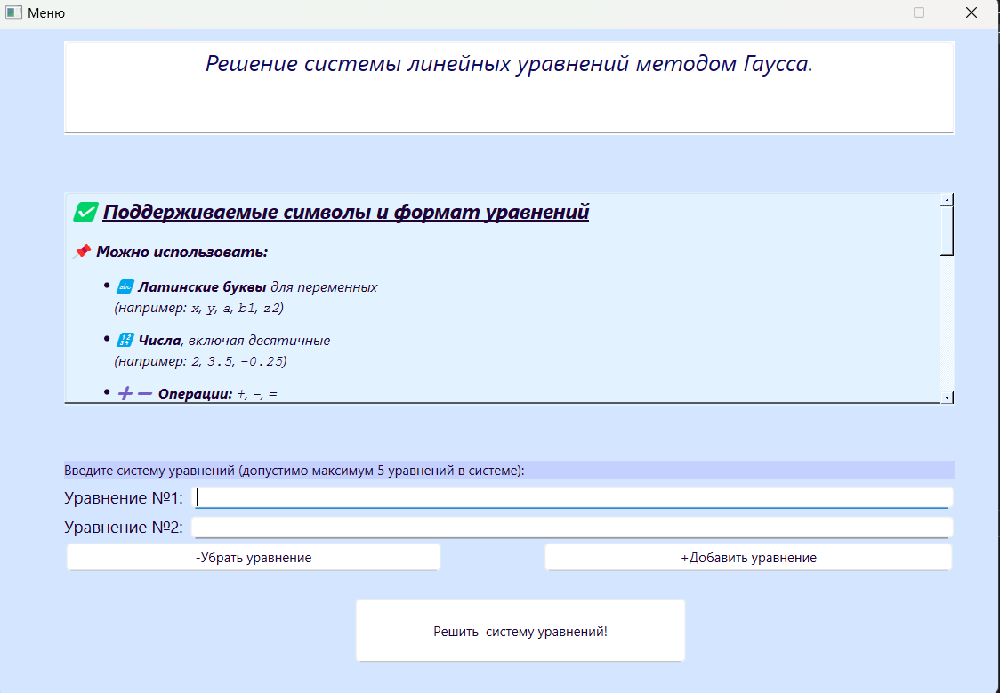 Меню
Решение системы линейных уравнений методом Гаусса.
✅ Поддерживаемые символы и формат уравнений
📌 Можно использовать:
• 🔤 Латинские буквы для переменных
(например: x, y, a, b1, z2)
• 🔢 Числа, включая десятичные
(например: 2, 3.5, -0.25)
• ➕➖ Операции: +, -, =
Введите систему уравнений (допустимо максимум 5 уравнений в системе):
Уравнение №1:
Уравнение №2:
-Убрать уравнение
+Добавить уравнение
Решить  систему уравнений!